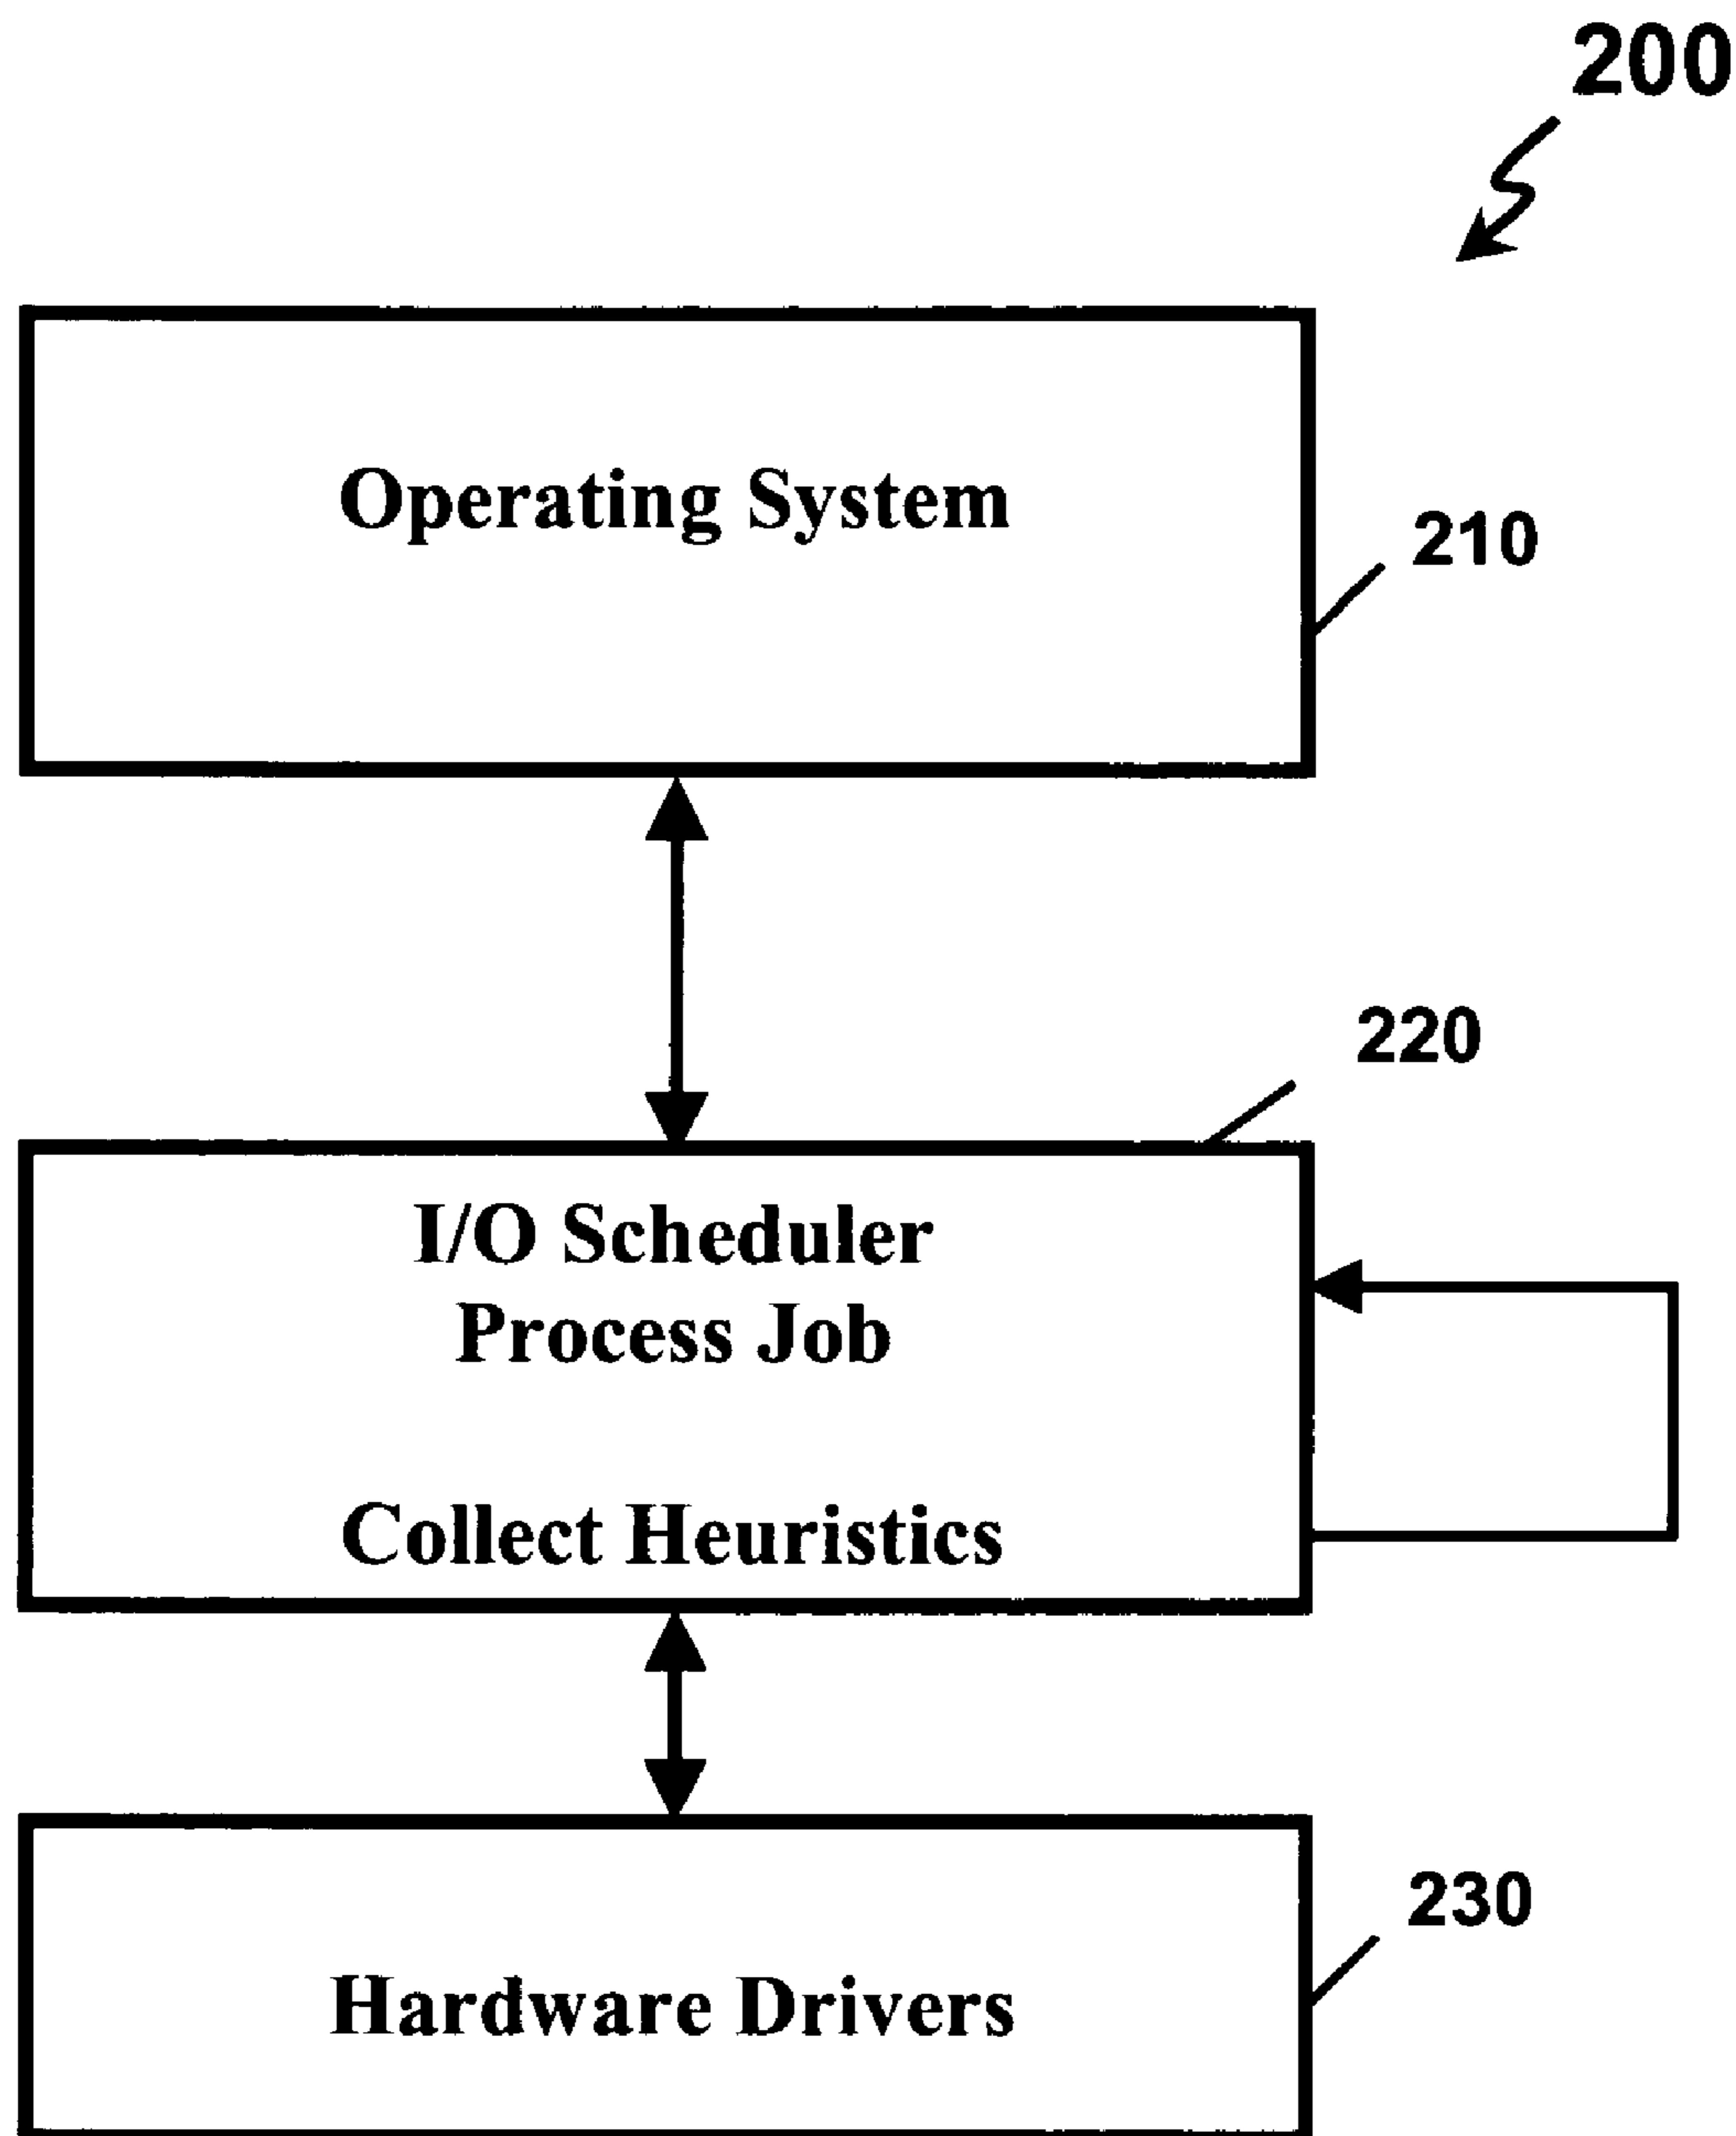 200
Operating System
210
220
I/O Scheduler
Process Job
Collect Heuristics
230
Hardware Drivers